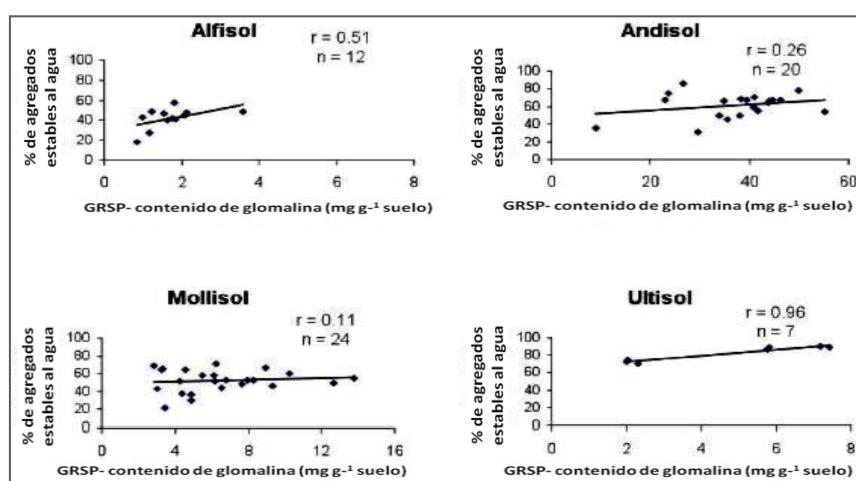 Alfisol
r = 0.51
n = 12
% de agregados
estables al agua
100
80
60
40
20
0
0 2 4 6 8
GRSP- contenido de glomalina (mg g⁻¹ suelo)
Andisol
r = 0.26
n = 20
% de agregados
estables al agua
100
80
60
40
20
0
0 20 40 60
GRSP- contenido de glomalina (mg g⁻¹ suelo)
Mollisol
r = 0.11
n = 24
% de agregados
estables al agua
100
80
60
40
20
0
0 4 8 12 16
GRSP- contenido de glomalina (mg g⁻¹ suelo)
Ultisol
r = 0.96
n = 7
% de agregados
estables al agua
100
80
60
40
20
0
0 2 4 6 8
GRSP- contenido de glomalina (mg g⁻¹ suelo)